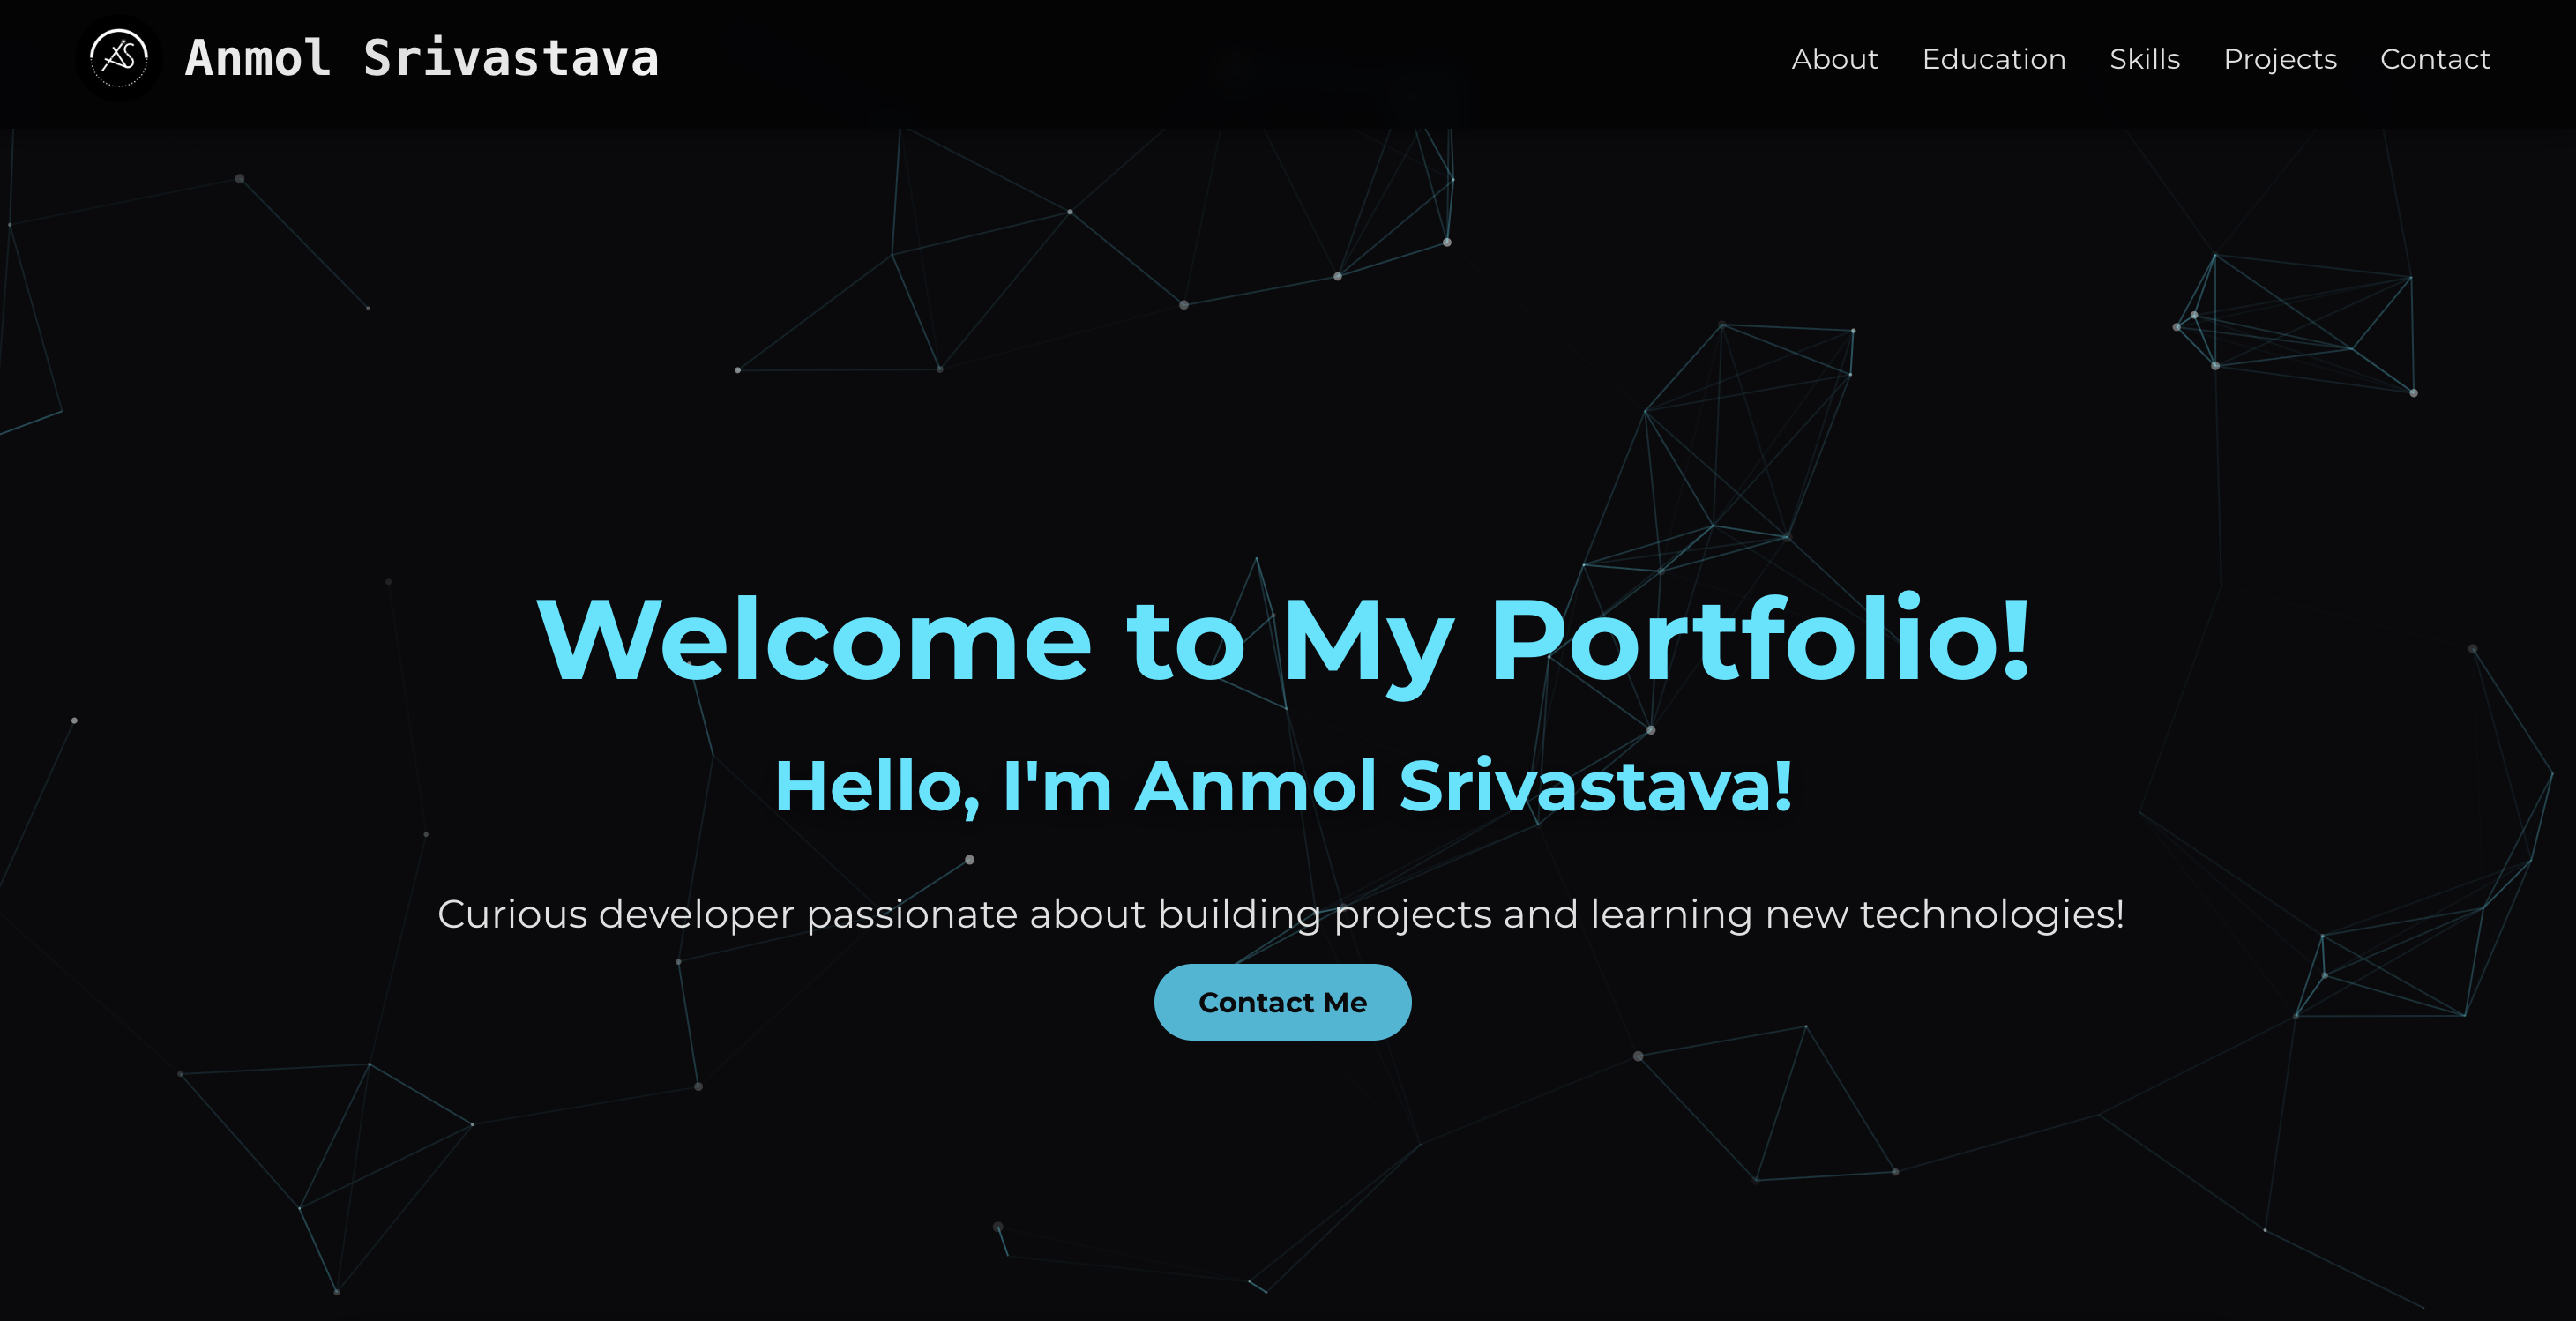 AS
Anmol Srivastava
About Education Skills Projects Contact
Welcome to My Portfolio!
Hello, I'm Anmol Srivastava!
Curious developer passionate about building projects and learning new technologies!
Contact Me